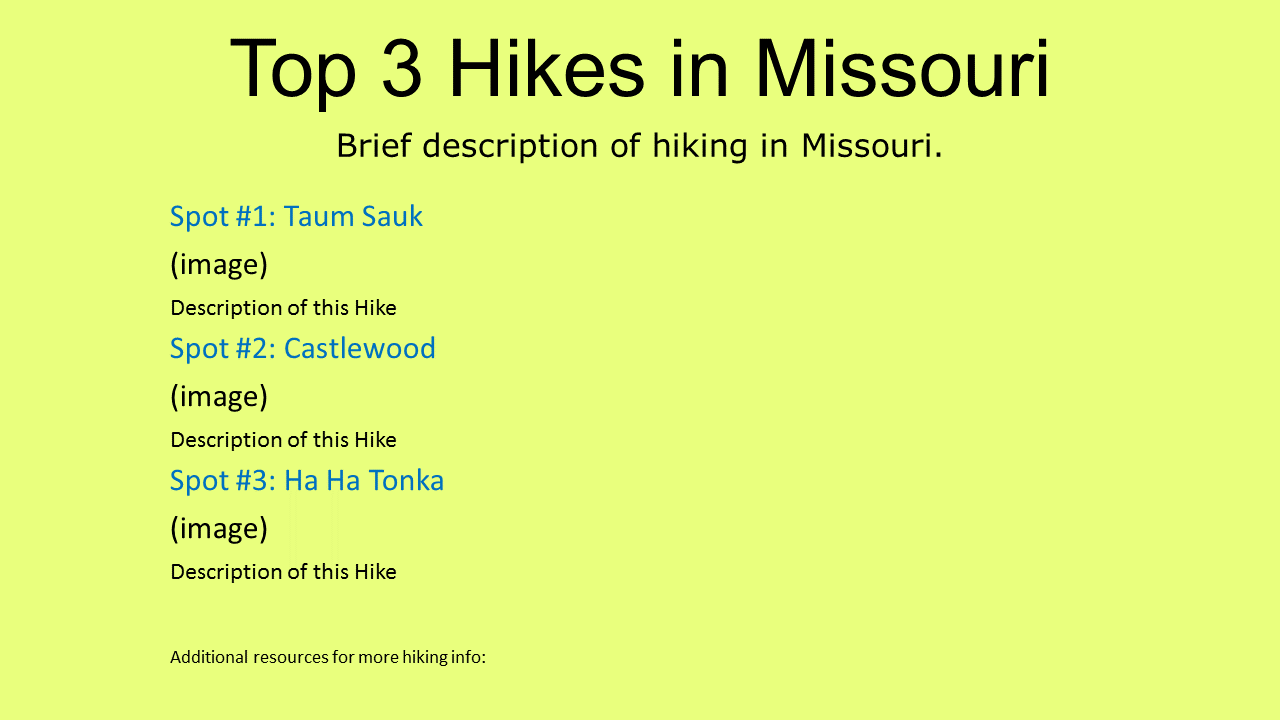 Top 3 Hikes in Missouri
Brief description of hiking in Missouri.
Spot #1: Taum Sauk
(image)
Description of this Hike
Spot #2: Castlewood
(image)
Description of this Hike
Spot #3: Ha Ha Tonka
(image)
Description of this Hike
Additional resources for more hiking info: